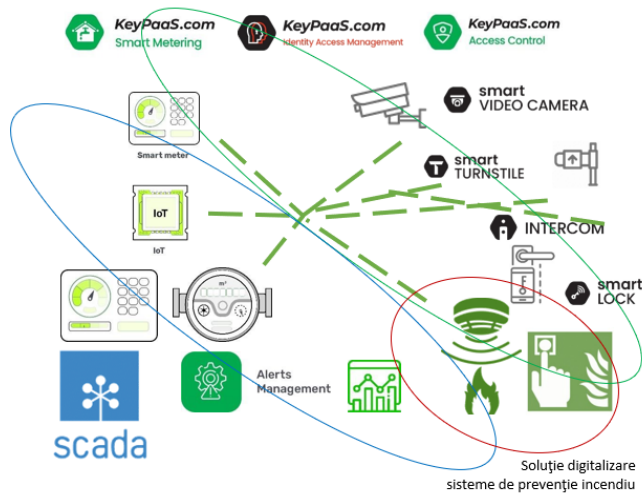 KeyPaaS.com
Smart Metering
KeyPaaS.com
Identity Access Management
KeyPaaS.com
Access Control
smart
VIDEO CAMERA
Smart meter
smart
TURNSTILE
IoT
IoT
INTERCOM
smart
LOCK
m³
Alerts
Management
scada
Soluție digitalizare
sisteme de prevenție incendiu